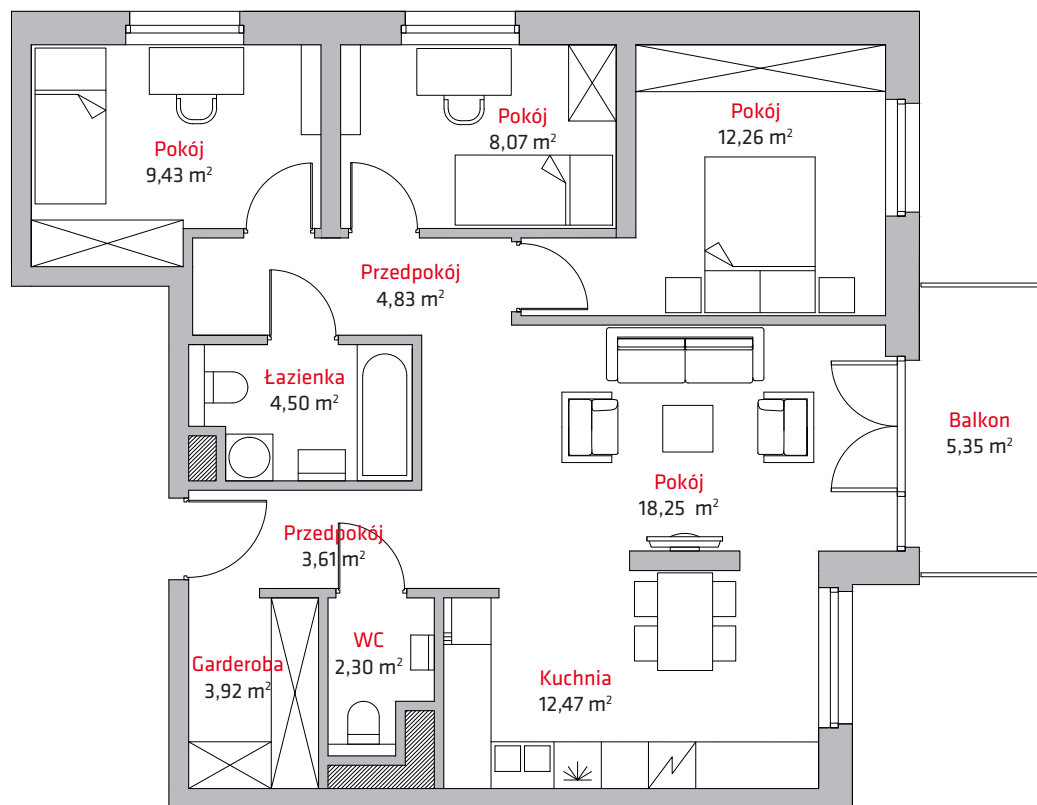 Pokój
9,43 m²
Pokój
8,07 m²
Pokój
12,26 m²
Przedpokój
4,83 m²
Łazienka
4,50 m²
Pokój
18,25 m²
Balkon
5,35 m²
Przedpokój
3,61 m²
Garderoba
3,92 m²
WC
2,30 m²
Kuchnia
12,47 m²